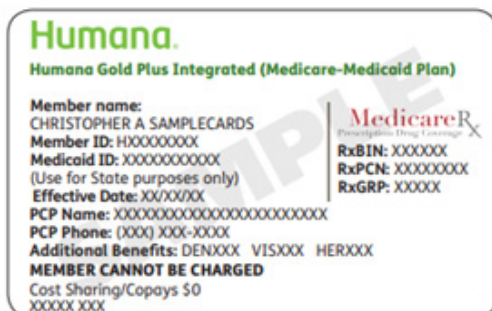 Humana.
Humana Gold Plus Integrated (Medicare-Medicaid Plan)
Member name:
CHRISTOPHER A SAMPLECARDS
Member ID: HXXXXXXXX
Medicaid ID: XXXXXXXXXXX
(Use for State purposes only)
Effective Date: XX/XX/XX
PCP Name: XXXXXXXXXXXXXXXXXXXXXXXX
PCP Phone: (XXX) XXX-XXXX
Additional Benefits: DENXXX VISXXX HERXXX
MEMBER CANNOT BE CHARGED
Cost Sharing/Copays $0
XXXXX XXX
MedicareRx
Prescription Drug Coverage
RxBIN: XXXXXX
RxPCN: XXXXXXXX
RxGRP: XXXXX
SAMPLE